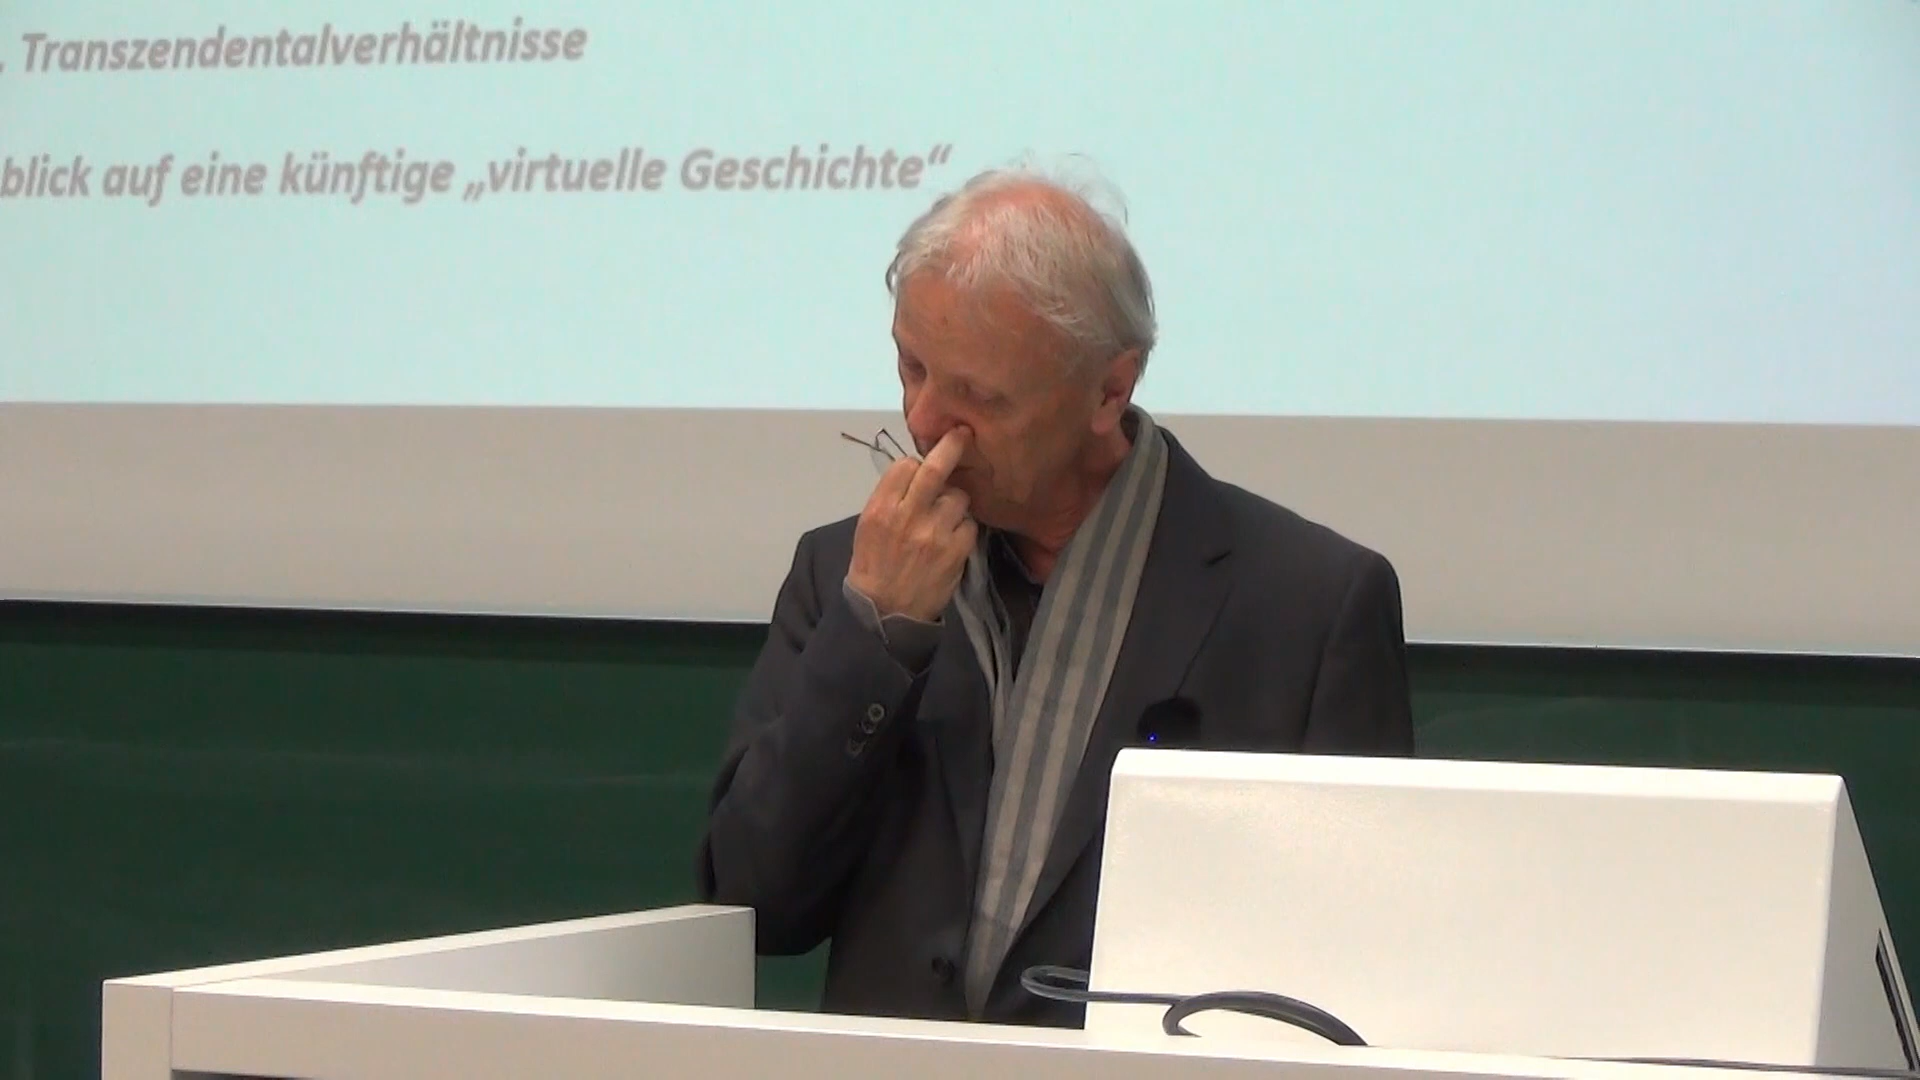 . Transzendentalverhältnisse
blick auf eine künftige „virtuelle Geschichte“